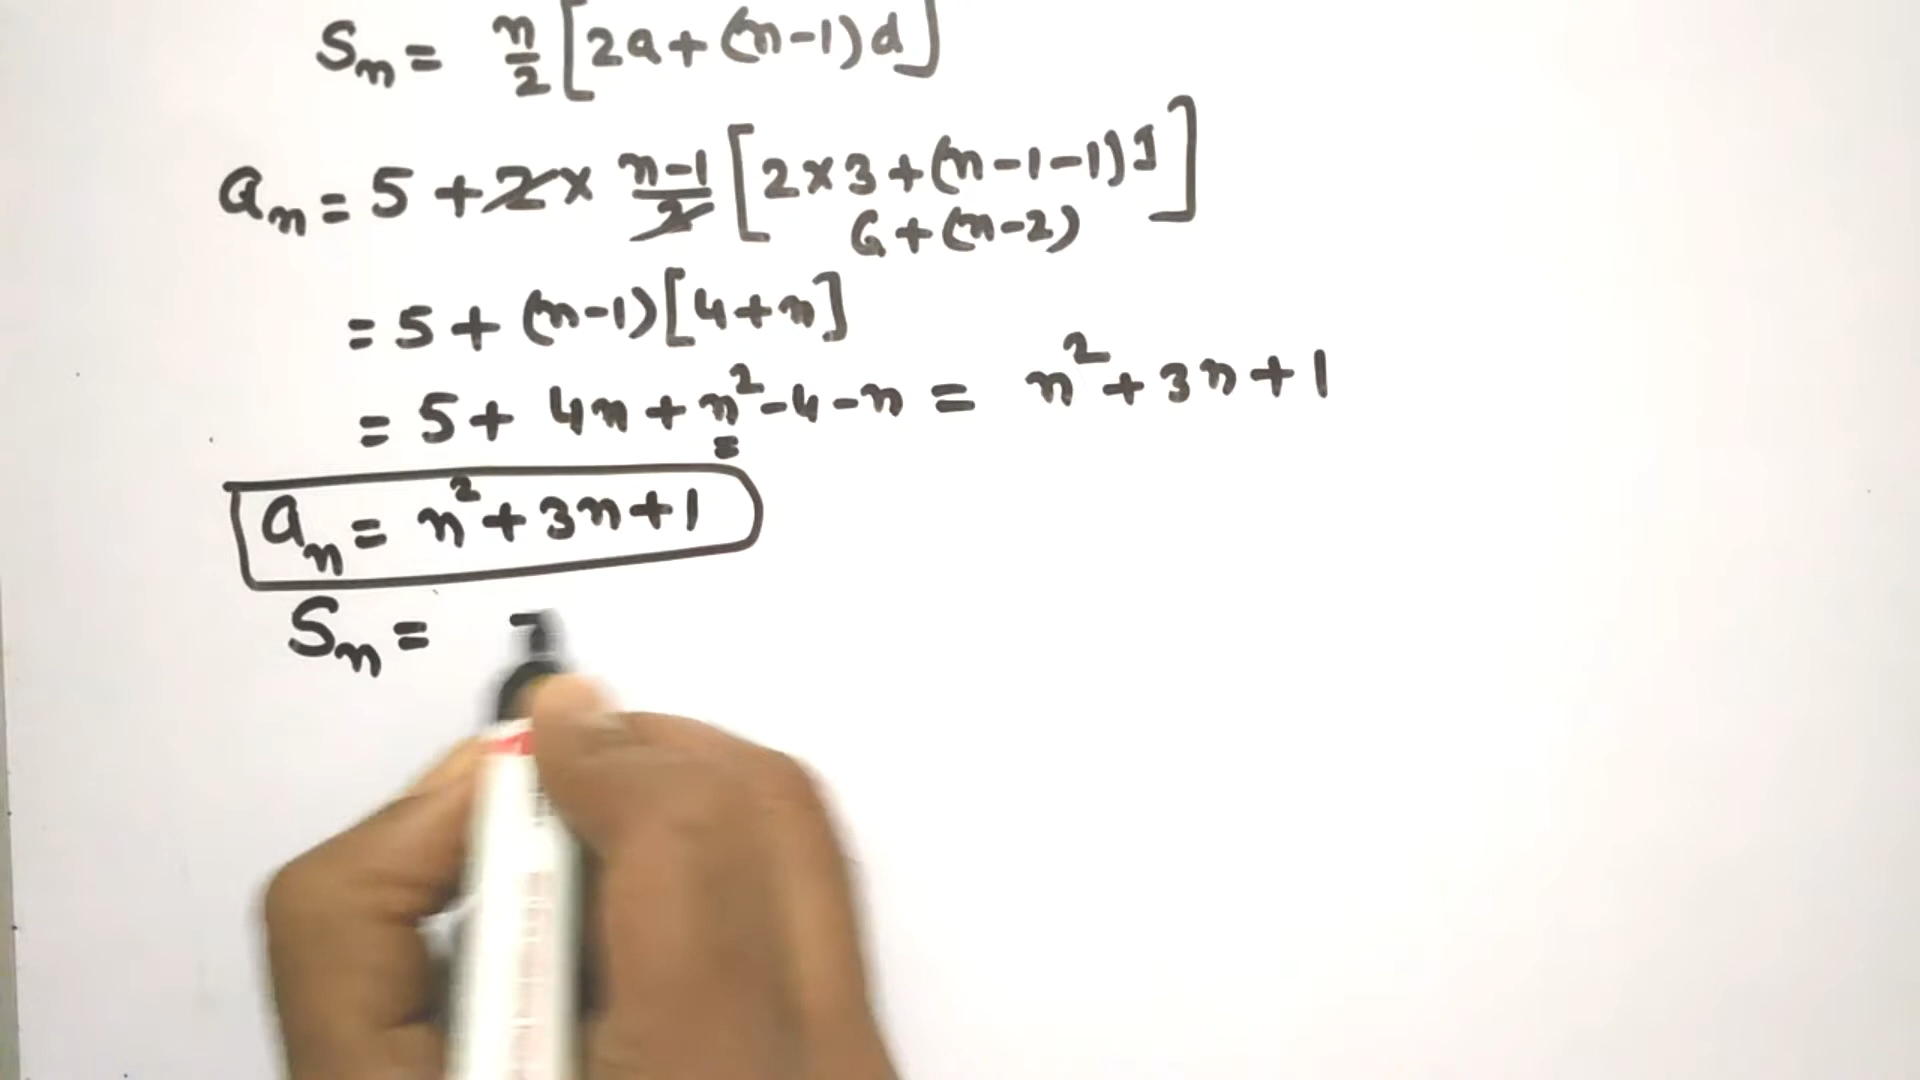 Sn = n/2 [2a + (n-1)d]
an = 5 + 2 × n-1/2 [2×3 + (n-1-1)1]
6 + (n-2)
= 5 + (n-1)[4+n]
= 5 + 4n + n² - 4 - n = n² + 3n + 1
an = n² + 3n + 1
Sn =